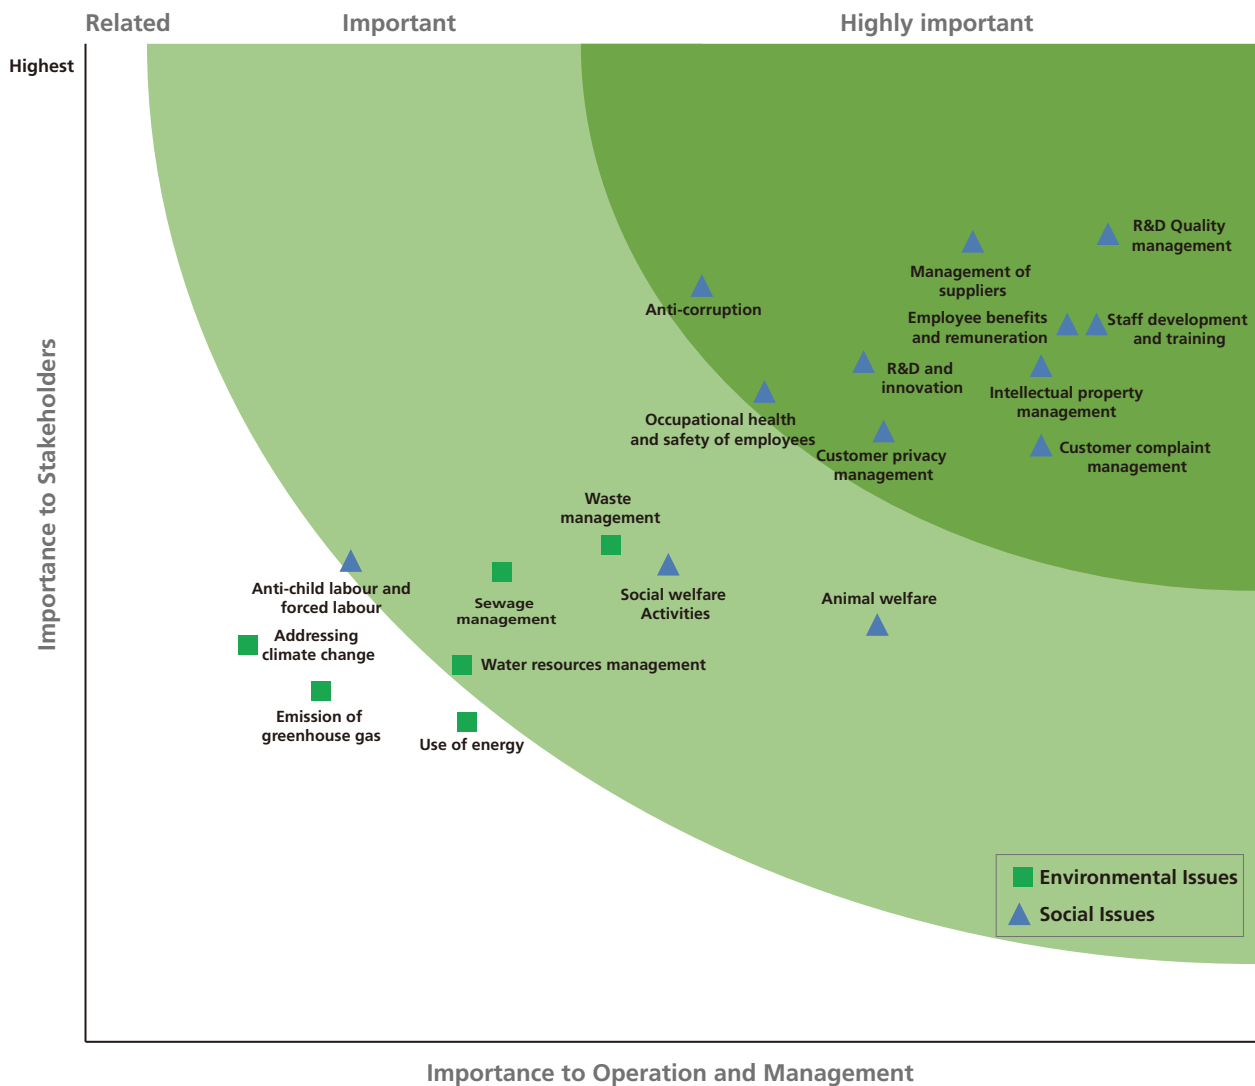 Related
Important
Highly important
Highest
R&D Quality
management
Management of
suppliers
Anti-corruption
Employee benefits
and remuneration
Staff development
and training
R&D and
innovation
Intellectual property
management
Occupational health
and safety of employees
Customer privacy
management
Customer complaint
management
Waste
management
Anti-child labour and
forced labour
Sewage
management
Social welfare
Activities
Animal welfare
Addressing
climate change
Water resources management
Emission of
greenhouse gas
Use of energy
Importance to Stakeholders
Environmental Issues
Social Issues
Importance to Operation and Management